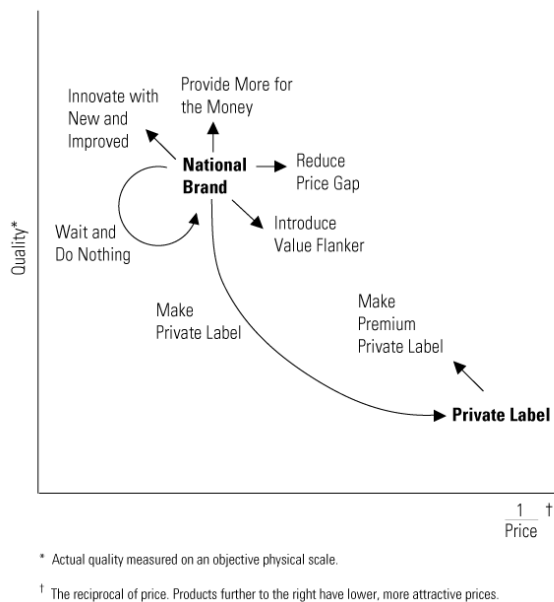 Provide More for
the Money
Innovate with
New and
Improved
National
Brand
Reduce
Price Gap
Wait and
Do Nothing
Introduce
Value Flanker
Quality*
Make
Private Label
Make
Premium
Private Label
Private Label
1 †
Price
* Actual quality measured on an objective physical scale.
† The reciprocal of price. Products further to the right have lower, more attractive prices.